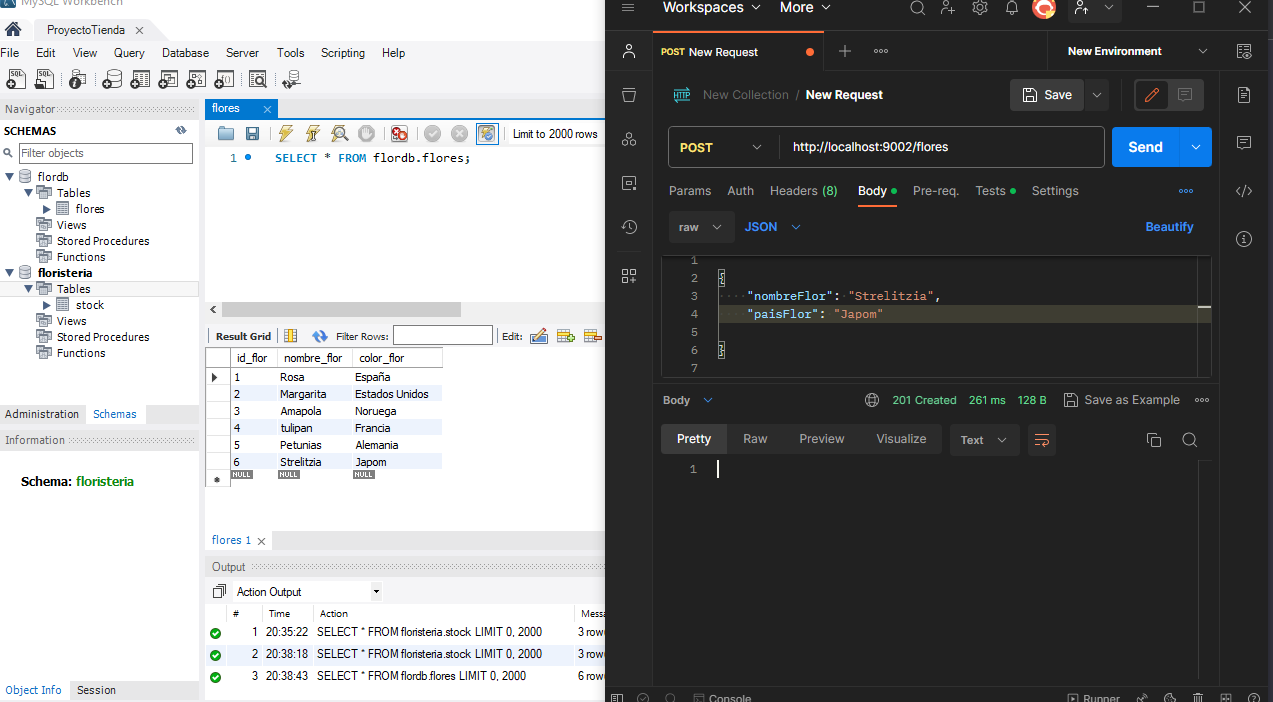 MySQL Workbench
ProyectoTienda
File Edit View Query Database Server Tools Scripting Help
Navigator
SCHEMAS
Filter objects
flordb
Tables
flores
Views
Stored Procedures
Functions
floristeria
Tables
stock
Views
Stored Procedures
Functions
Administration Schemas
Information
Schema: floristeria
Object Info Session
flores
Limit to 2000 rows
1 SELECT * FROM flordb.flores;
Result Grid Filter Rows: Edit:
id_flor nombre_flor color_flor
1 Rosa España
2 Margarita Estados Unidos
3 Amapola Noruega
4 tulipan Francia
5 Petunias Alemania
6 Strelitzia Japom
NULL NULL NULL
flores 1
Output
Action Output
# Time Action Messa
1 20:35:22 SELECT * FROM floristeria.stock LIMIT 0, 2000 3 row
2 20:38:18 SELECT * FROM floristeria.stock LIMIT 0, 2000 3 row
3 20:38:43 SELECT * FROM flordb.flores LIMIT 0, 2000 6 row
Workspaces More
POST New Request
New Environment
HTTP New Collection / New Request
Save
POST http://localhost:9002/flores
Send
Params Auth Headers (8) Body Pre-req. Tests Settings
raw JSON Beautify
1
2 {
3 "nombreFlor": "Strelitzia",
4 "paisFlor": "Japom"
5
6 }
7
Body 201 Created 261 ms 128 B Save as Example
Pretty Raw Preview Visualize Text
1
Console Runner